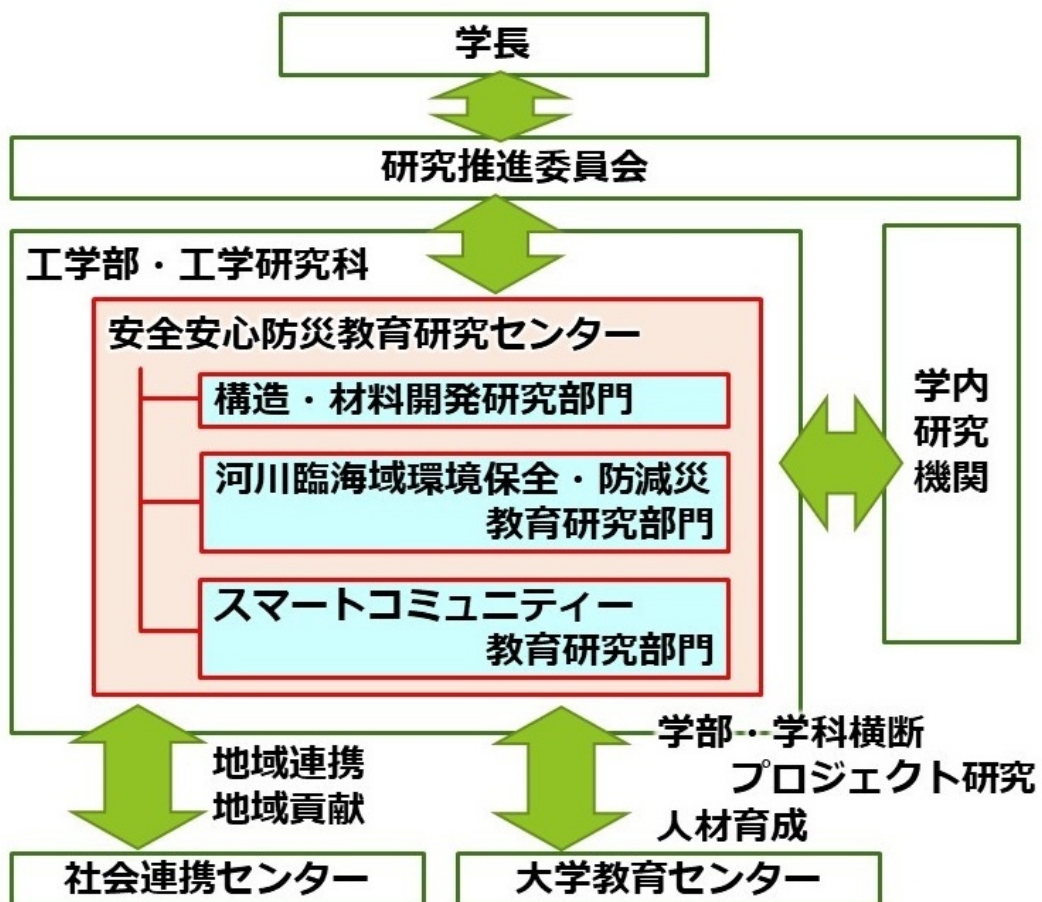 学長
研究推進委員会
工学部・工学研究科
安全安心防災教育研究センター
構造・材料開発研究部門
河川臨海域環境保全・防減災
教育研究部門
スマートコミュニティー
教育研究部門
学内
研究
機関
地域連携
地域貢献
学部・学科横断
プロジェクト研究
人材育成
社会連携センター
大学教育センター